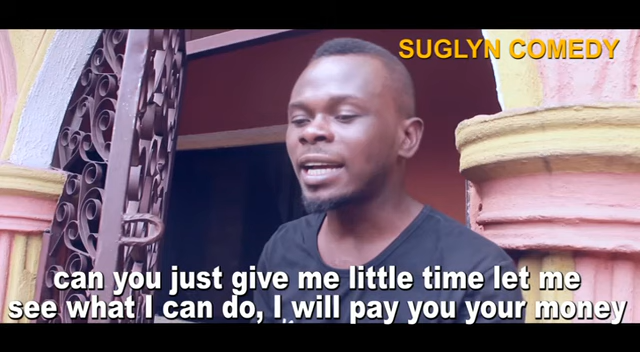 SUGLYN COMEDY
can you just give me little time let me
see what I can do, I will pay you your money